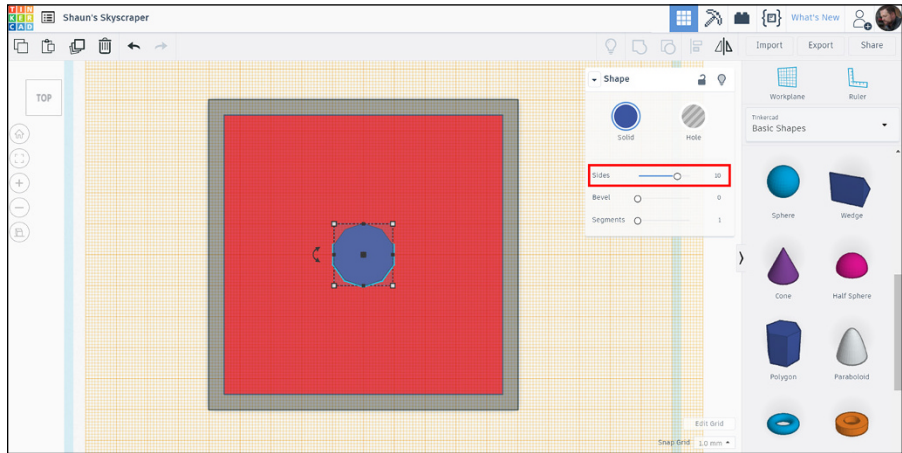 TIN
KER
CAD
Shaun's Skyscraper
What's New
Import Export Share
TOP
Shape
Solid Hole
Sides 10
Bevel 0
Segments 1
Workplane Ruler
Tinkercad
Basic Shapes
Sphere Wedge
Cone Half Sphere
Polygon Paraboloid
Edit Grid
Snap Grid 1.0 mm